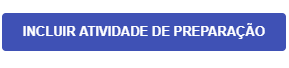 INCLUIR ATIVIDADE DE PREPARAÇÃO